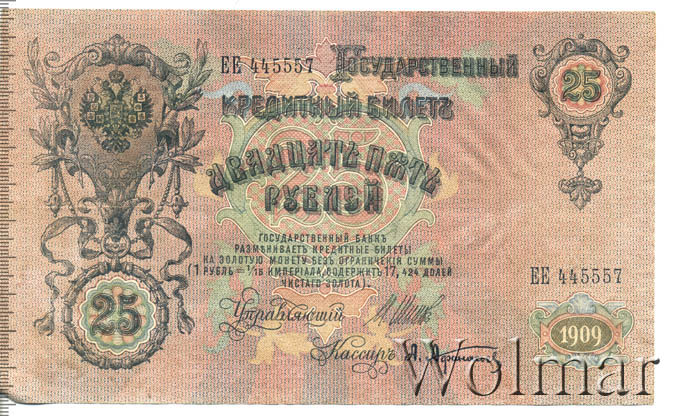 ЕЕ 445557
Государственный
кредитный билетъ
двадцать пять
рублей
25
ГОСУДАРСТВЕННЫЙ БАНКЪ
РАЗМѢНИВАЕТЪ КРЕДИТНЫЕ БИЛЕТЫ
НА ЗОЛОТУЮ МОНЕТУ БЕЗЪ ОГРАНИЧЕНІЯ СУММЫ
(1 РУБЛЬ = 1/15 ИМПЕРІАЛА, СОДЕРЖИТЪ 17,424 ДОЛЕЙ
ЧИСТАГО ЗОЛОТА).
ЕЕ 445557
25
Управляющій
1909
Кассиръ
Wolmar